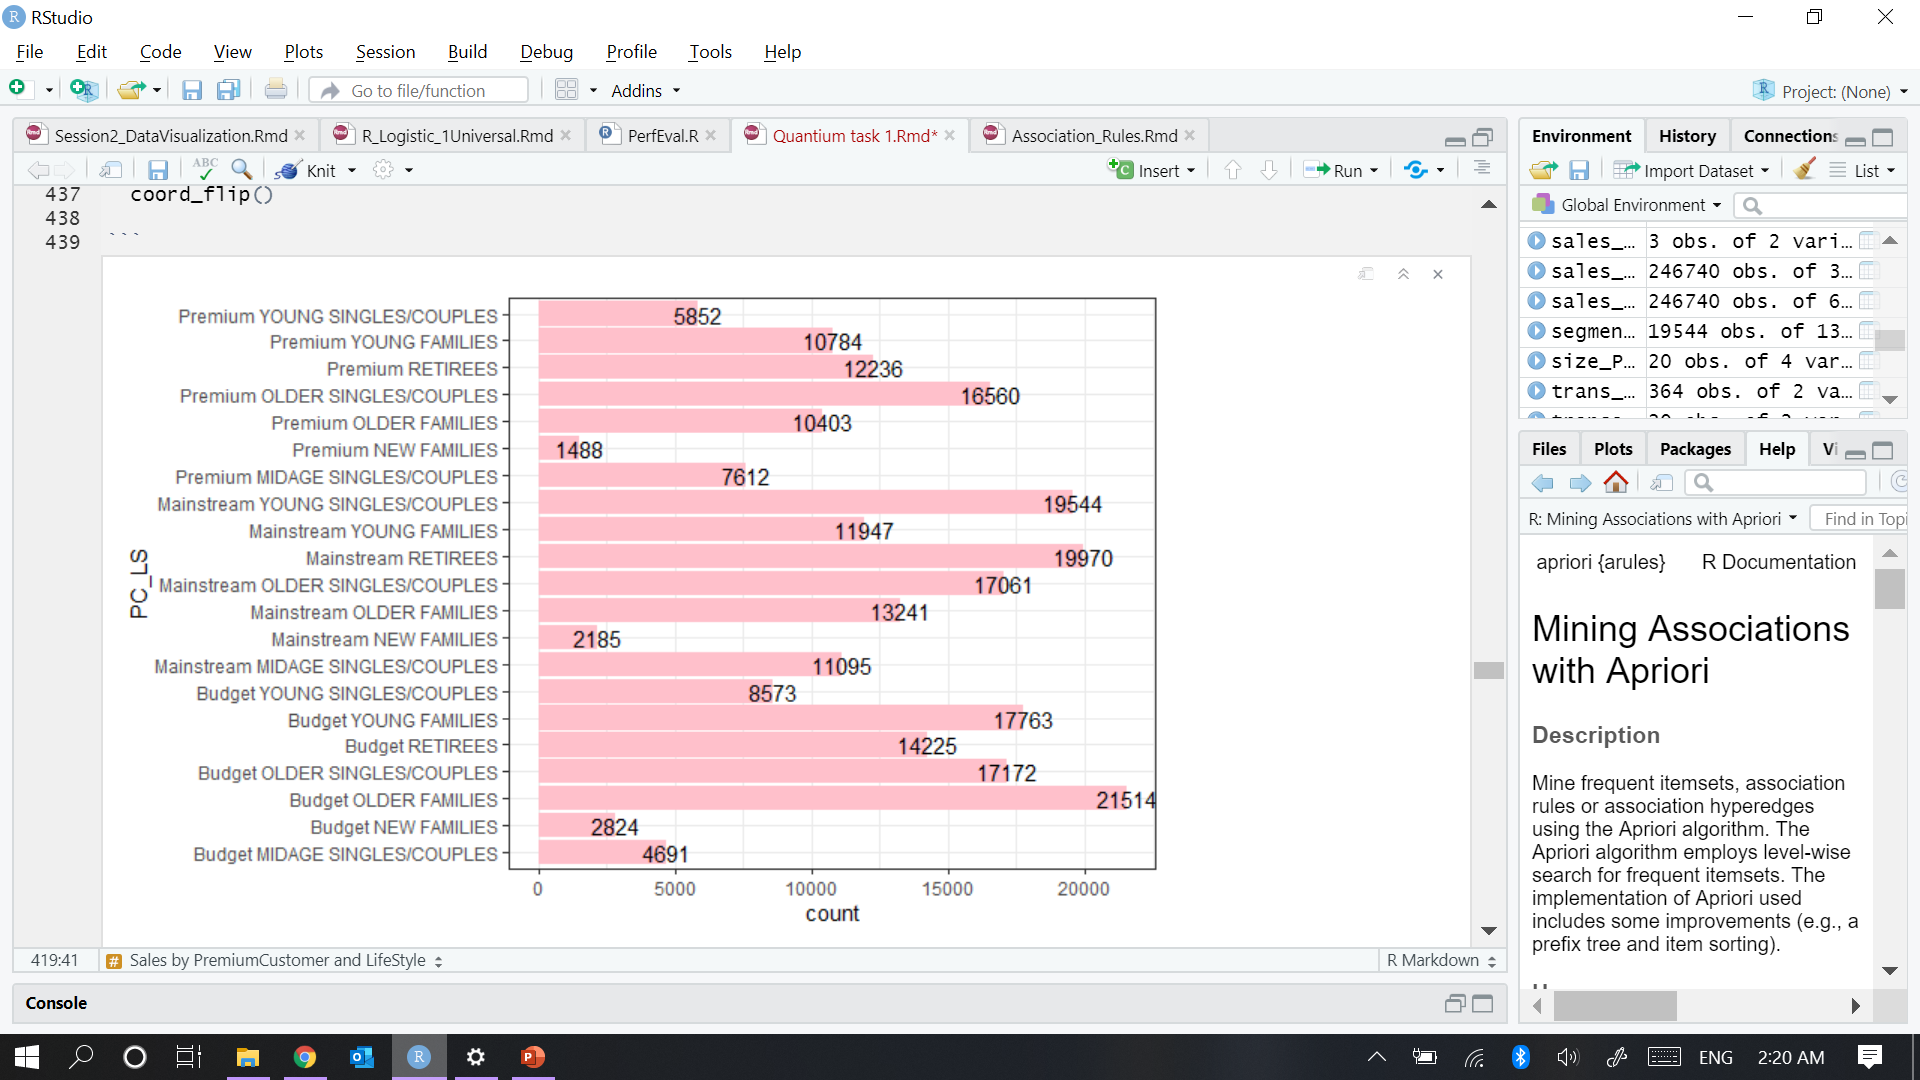 RStudio
File Edit Code View Plots Session Build Debug Profile Tools Help
Go to file/function Addins Project: (None)
Session2_DataVisualization.Rmd R_Logistic_1Universal.Rmd PerfEval.R Quantium task 1.Rmd* Association_Rules.Rmd
ABC Knit Insert Run
437 coord_flip()
438
439 ```
Premium YOUNG SINGLES/COUPLES 5852
Premium YOUNG FAMILIES 10784
Premium RETIREES 12236
Premium OLDER SINGLES/COUPLES 16560
Premium OLDER FAMILIES 10403
Premium NEW FAMILIES 1488
Premium MIDAGE SINGLES/COUPLES 7612
Mainstream YOUNG SINGLES/COUPLES 19544
Mainstream YOUNG FAMILIES 11947
Mainstream RETIREES 19970
Mainstream OLDER SINGLES/COUPLES 17061
Mainstream OLDER FAMILIES 13241
Mainstream NEW FAMILIES 2185
Mainstream MIDAGE SINGLES/COUPLES 11095
Budget YOUNG SINGLES/COUPLES 8573
Budget YOUNG FAMILIES 17763
Budget RETIREES 14225
Budget OLDER SINGLES/COUPLES 17172
Budget OLDER FAMILIES 21514
Budget NEW FAMILIES 2824
Budget MIDAGE SINGLES/COUPLES 4691
PC_LS
0 5000 10000 15000 20000
count
419:41 # Sales by PremiumCustomer and LifeStyle R Markdown
Console
Environment History Connections
Import Dataset List
Global Environment
sales_... 3 obs. of 2 vari...
sales_... 246740 obs. of 3...
sales_... 246740 obs. of 6...
segmen... 19544 obs. of 13...
size_P... 20 obs. of 4 var...
trans_... 364 obs. of 2 va...
Files Plots Packages Help Vi
R: Mining Associations with Apriori Find in Topi
apriori {arules} R Documentation
Mining Associations
with Apriori
Description
Mine frequent itemsets, association
rules or association hyperedges
using the Apriori algorithm. The
Apriori algorithm employs level-wise
search for frequent itemsets. The
implementation of Apriori used
includes some improvements (e.g., a
prefix tree and item sorting).
ENG 2:20 AM